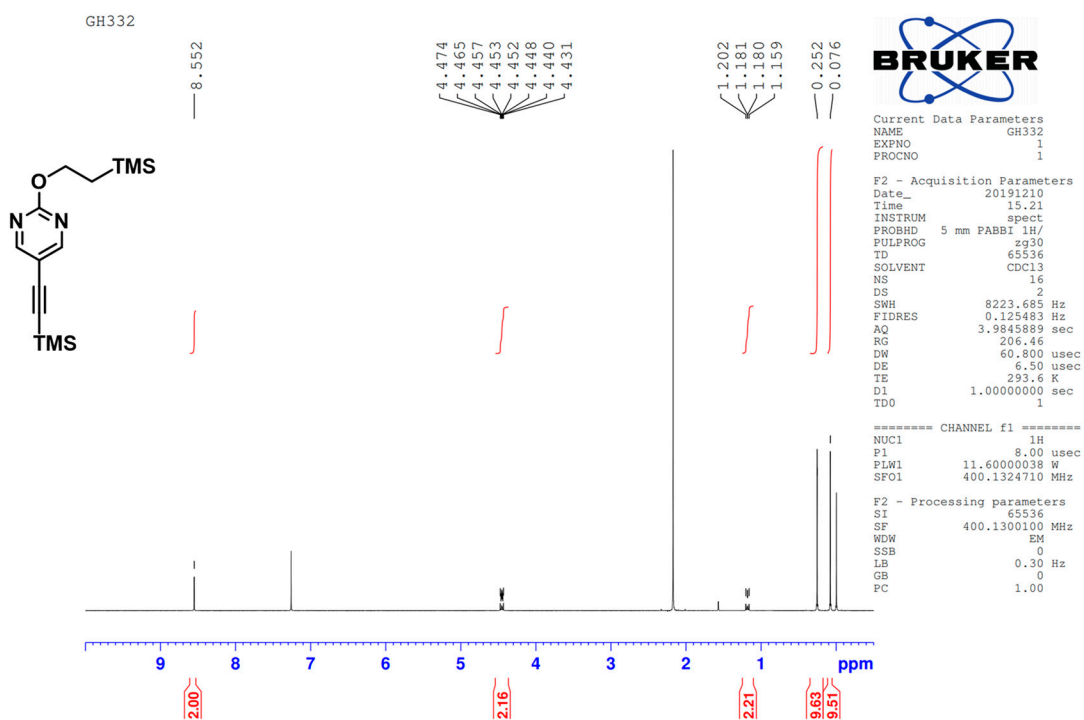 GH332
8.552
4.474
4.465
4.457
4.453
4.452
4.448
4.440
4.431
1.202
1.181
1.180
1.159
0.252
0.076
BRUKER
Current Data Parameters
NAME GH332
EXPNO 1
PROCNO 1
F2 - Acquisition Parameters
Date_ 20191210
Time 15.21
INSTRUM spect
PROBHD 5 mm PABBI 1H/
PULPROG zg30
TD 65536
SOLVENT CDCl3
NS 16
DS 2
SWH 8223.685 Hz
FIDRES 0.125483 Hz
AQ 3.9845889 sec
RG 206.46
DW 60.800 usec
DE 6.50 usec
TE 293.6 K
D1 1.00000000 sec
TD0 1
======== CHANNEL f1 ========
NUC1 1H
P1 8.00 usec
PLW1 11.60000038 W
SFO1 400.1324710 MHz
F2 - Processing parameters
SI 65536
SF 400.1300100 MHz
WDW EM
SSB 0
LB 0.30 Hz
GB 0
PC 1.00
TMS
O
N N
TMS
9 8 7 6 5 4 3 2 1 ppm
2.00
2.16
2.21
9.63
9.51